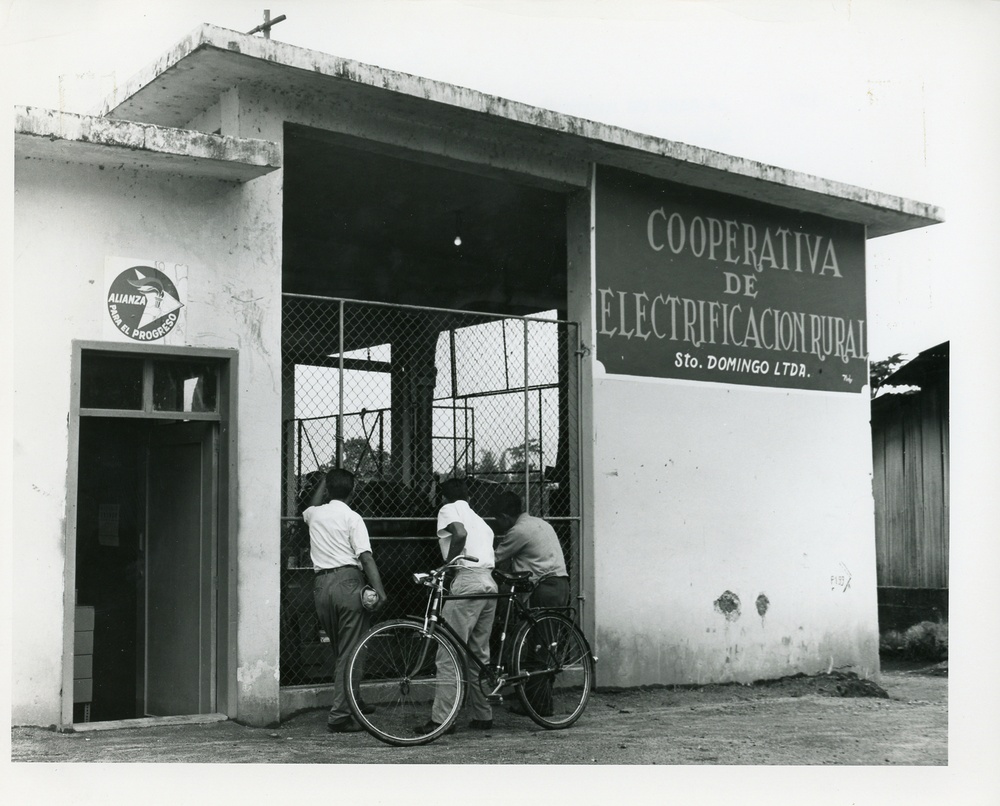 ALIANZA
PARA EL PROGRESO
COOPERATIVA
DE
ELECTRIFICACION RURAL
Sto. DOMINGO LTDA.